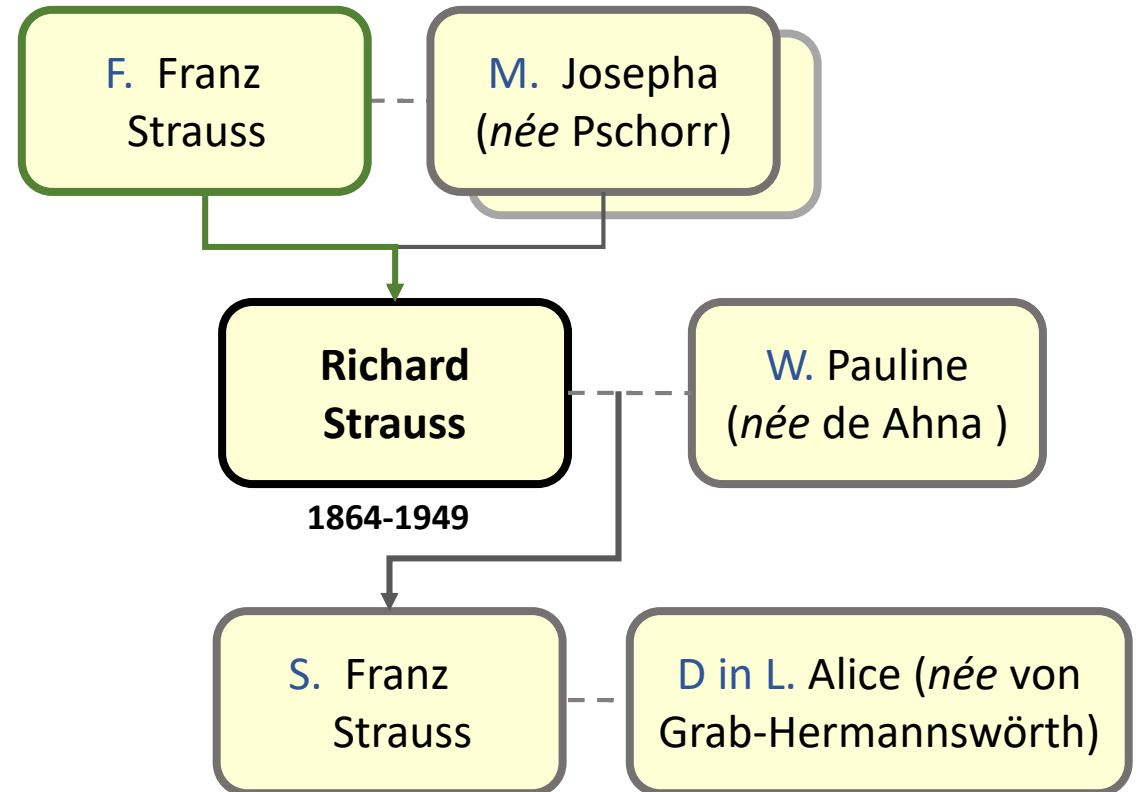 F. Franz
Strauss
M. Josepha
(née Pschorr)
Richard
Strauss
W. Pauline
(née de Ahna )
1864-1949
S. Franz
Strauss
D in L. Alice (née von
Grab-Hermannswörth)